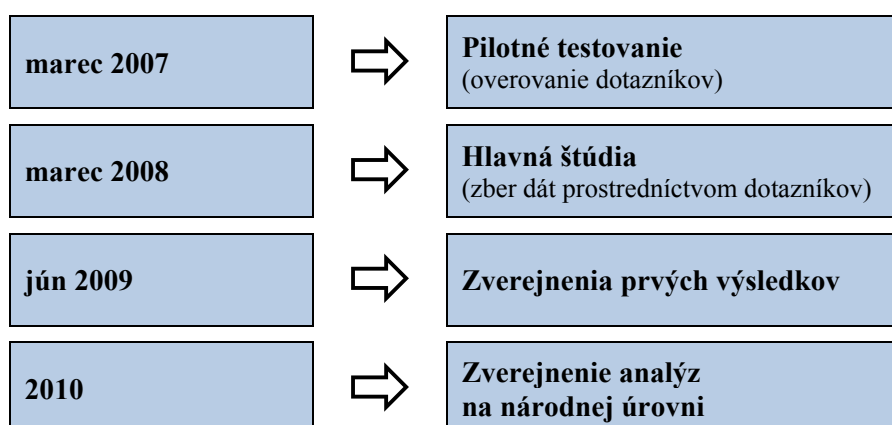 marec 2007
Pilotné testovanie
(overovanie dotazníkov)
marec 2008
Hlavná štúdia
(zber dát prostredníctvom dotazníkov)
jún 2009
Zverejnenia prvých výsledkov
2010
Zverejnenie analýz
na národnej úrovni